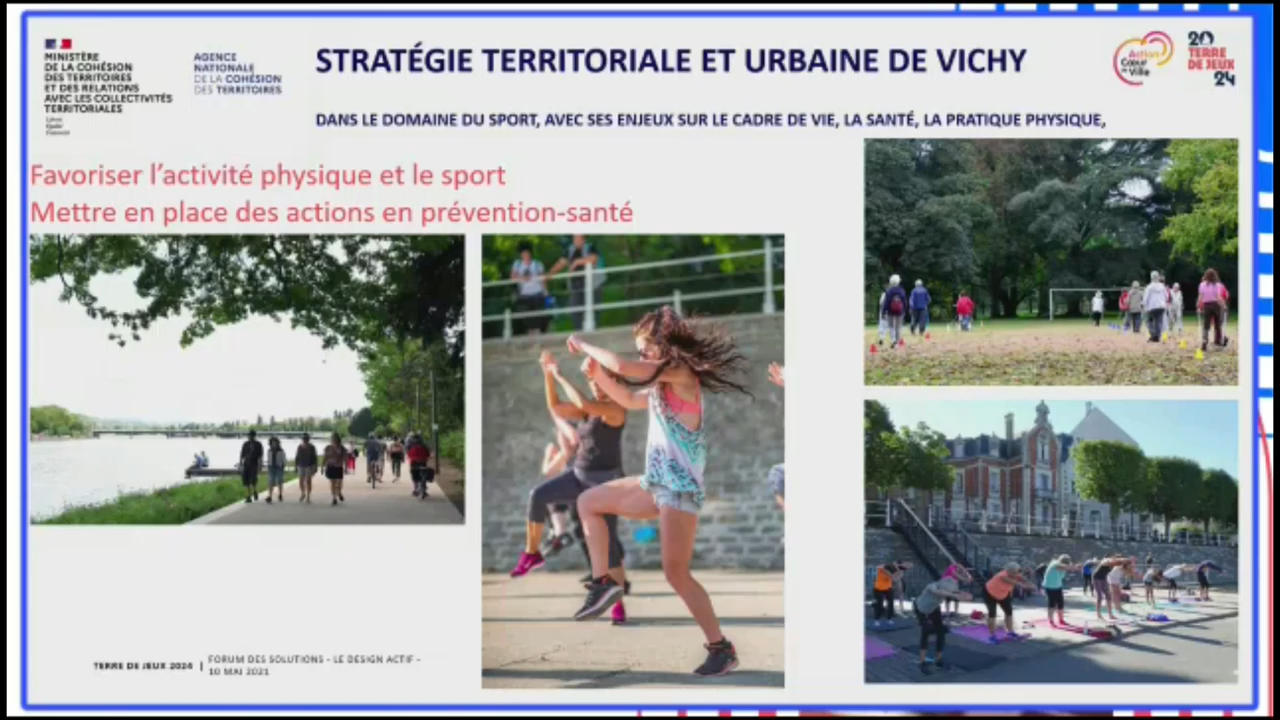 MINISTÈRE
DE LA COHÉSION
DES TERRITOIRES
ET DES RELATIONS
AVEC LES COLLECTIVITÉS
TERRITORIALES
AGENCE
NATIONALE
DE LA COHÉSION
DES TERRITOIRES
STRATÉGIE TERRITORIALE ET URBAINE DE VICHY
Action
Cœur
de Ville
20
TERRE
DE JEUX
24
DANS LE DOMAINE DU SPORT, AVEC SES ENJEUX SUR LE CADRE DE VIE, LA SANTÉ, LA PRATIQUE PHYSIQUE,
Favoriser l'activité physique et le sport
Mettre en place des actions en prévention-santé
TERRE DE JEUX 2024 | FORUM DES SOLUTIONS - LE DESIGN ACTIF -
10 MAI 2021